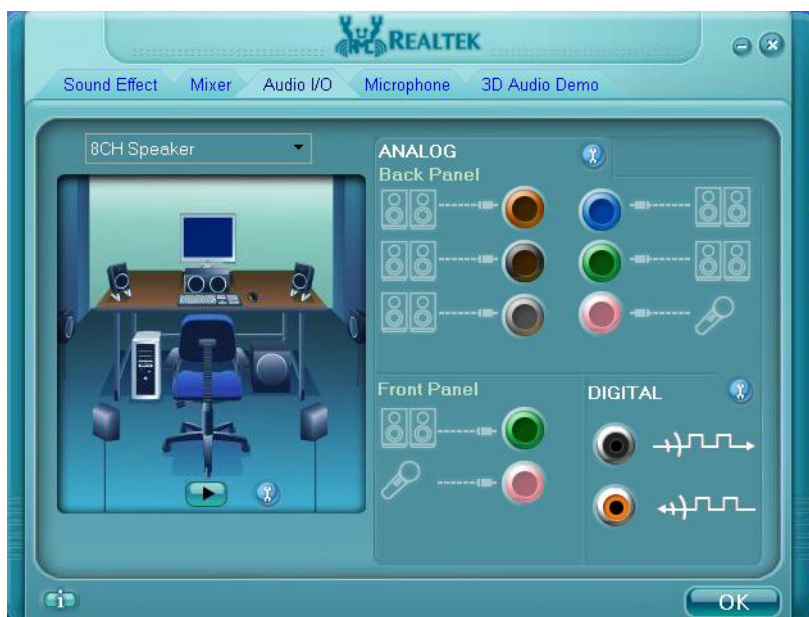 REALTEK
Sound Effect Mixer Audio I/O Microphone 3D Audio Demo
8CH Speaker
ANALOG
Back Panel
Front Panel
DIGITAL
i
OK